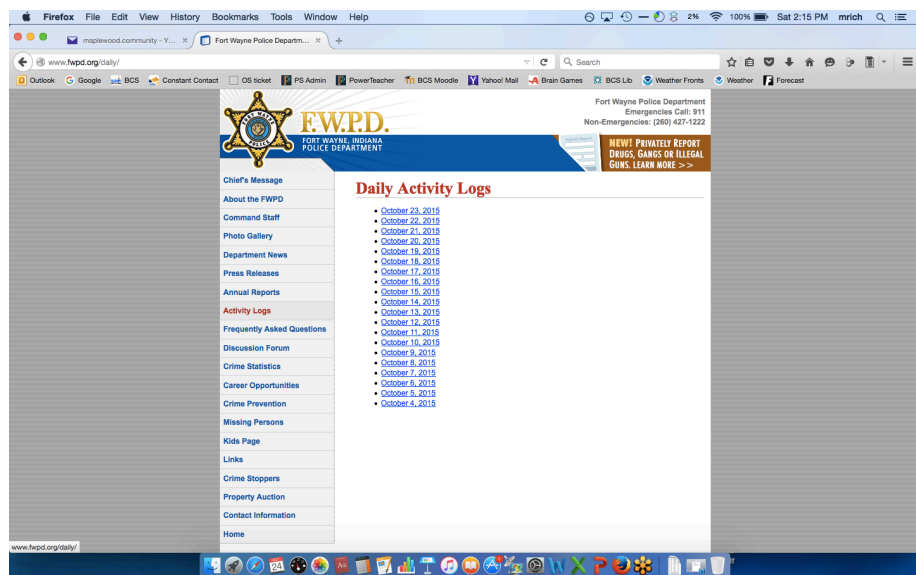 Firefox File Edit View History Bookmarks Tools Window Help 2% 100% Sat 2:15 PM mrich
maplewood.community - Y... Fort Wayne Police Departm...
www.fwpd.org/daily/ Search
Outlook Google BCS Constant Contact OS ticket PS Admin PowerTeacher BCS Moodle Yahoo! Mail Brain Games BCS Lib Weather Fronts Weather Forecast
F.W.P.D.
FORT WAYNE, INDIANA
POLICE DEPARTMENT
Fort Wayne Police Department
Emergencies Call: 911
Non-Emergencies: (260) 427-1222
NEW! PRIVATELY REPORT
DRUGS, GANGS OR ILLEGAL
GUNS. LEARN MORE >>
Chief's Message
About the FWPD
Command Staff
Photo Gallery
Department News
Press Releases
Annual Reports
Activity Logs
Frequently Asked Questions
Discussion Forum
Crime Statistics
Career Opportunities
Crime Prevention
Missing Persons
Kids Page
Links
Crime Stoppers
Property Auction
Contact Information
Home
Daily Activity Logs
October 23, 2015
October 22, 2015
October 21, 2015
October 20, 2015
October 19, 2015
October 18, 2015
October 17, 2015
October 16, 2015
October 15, 2015
October 14, 2015
October 13, 2015
October 12, 2015
October 11, 2015
October 10, 2015
October 9, 2015
October 8, 2015
October 7, 2015
October 6, 2015
October 5, 2015
October 4, 2015
www.fwpd.org/daily/
24